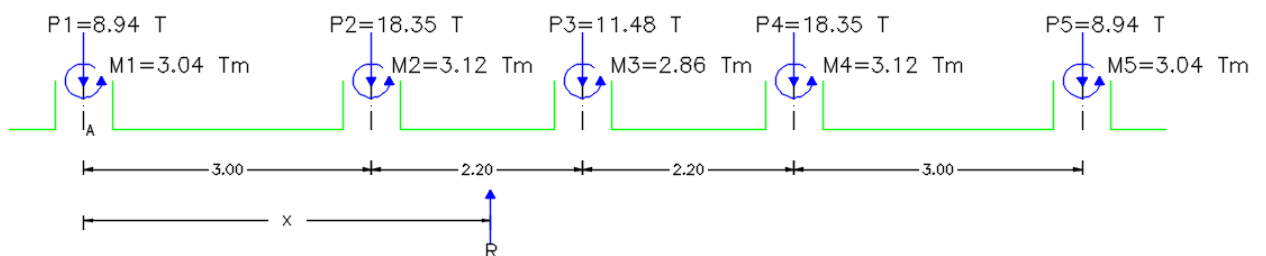 P1=8.94 T
P2=18.35 T
P3=11.48 T
P4=18.35 T
P5=8.94 T
M1=3.04 Tm
M2=3.12 Tm
M3=2.86 Tm
M4=3.12 Tm
M5=3.04 Tm
A
3.00
2.20
2.20
3.00
X
R